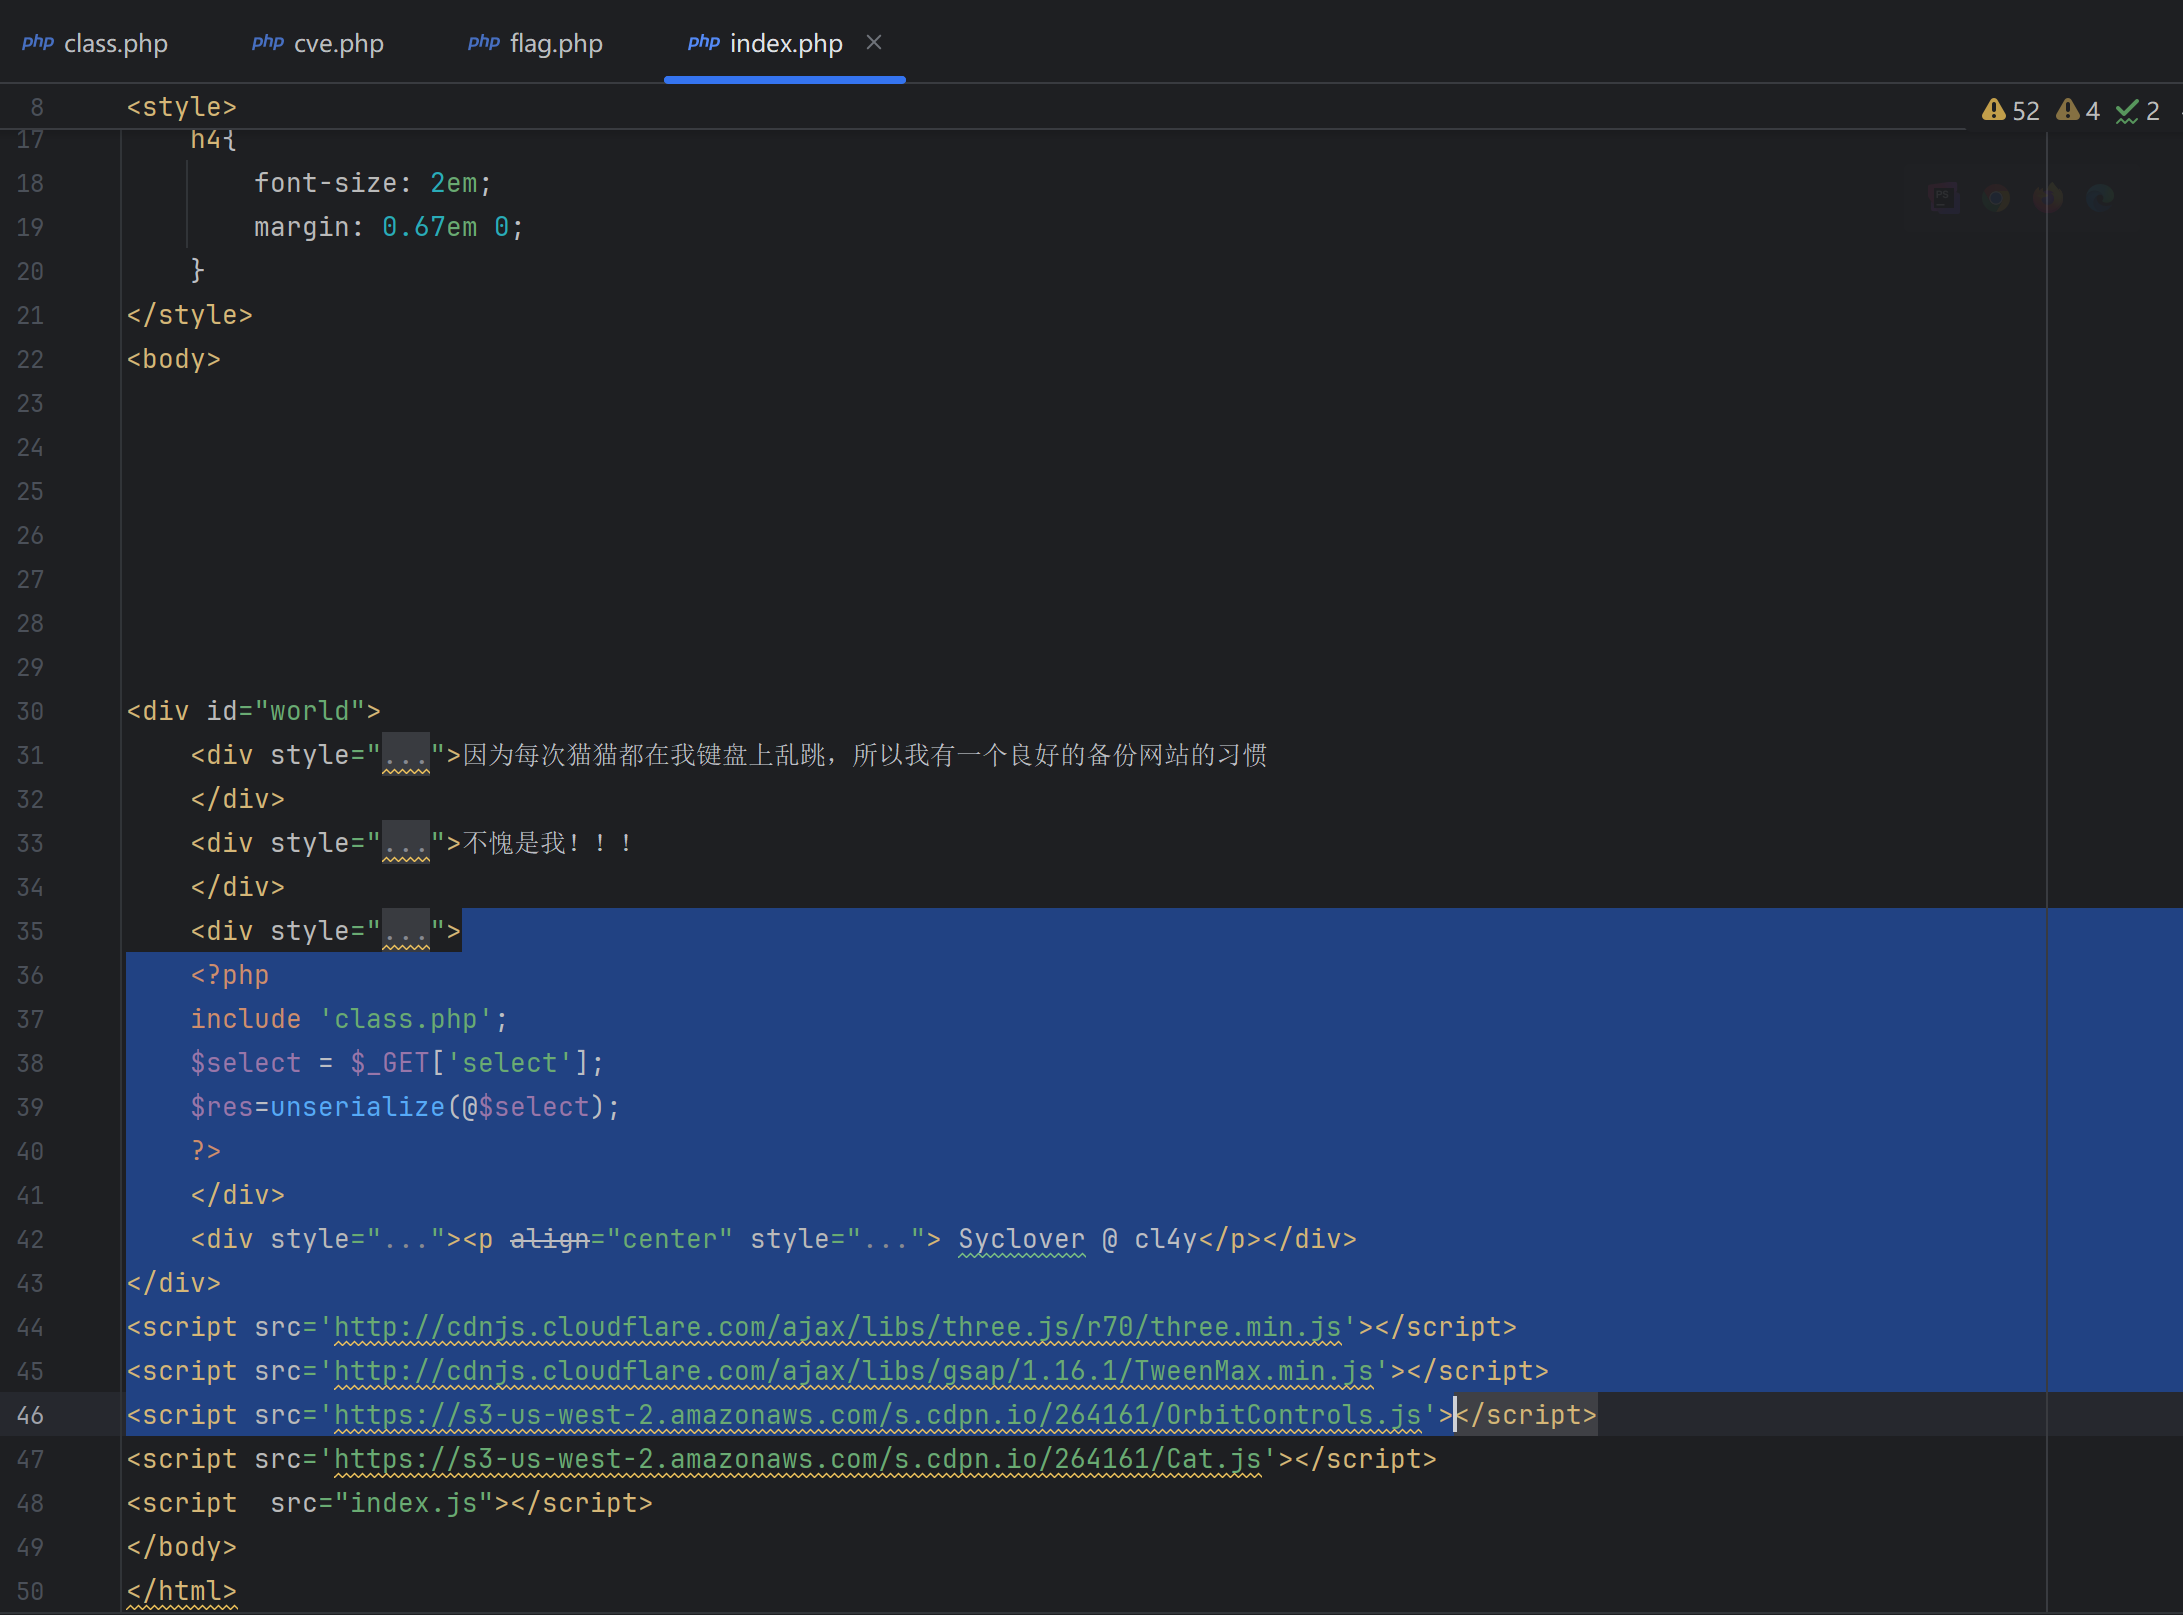 php class.php php cve.php php flag.php php index.php
8 <style> 52 4 2
17 h4{
18 font-size: 2em;
19 margin: 0.67em 0;
20 }
21 </style>
22 <body>
23
24
25
26
27
28
29
30 <div id="world">
31 <div style="...">因为每次猫猫都在我键盘上乱跳，所以我有一个良好的备份网站的习惯
32 </div>
33 <div style="...">不愧是我！！！
34 </div>
35 <div style="...">
36 <?php
37 include 'class.php';
38 $select = $_GET['select'];
39 $res=unserialize(@$select);
40 ?>
41 </div>
42 <div style="..."><p align="center" style="..."> Syclover @ cl4y</p></div>
43 </div>
44 <script src='http://cdnjs.cloudflare.com/ajax/libs/three.js/r70/three.min.js'></script>
45 <script src='http://cdnjs.cloudflare.com/ajax/libs/gsap/1.16.1/TweenMax.min.js'></script>
46 <script src='https://s3-us-west-2.amazonaws.com/s.cdpn.io/264161/OrbitControls.js'></script>
47 <script src='https://s3-us-west-2.amazonaws.com/s.cdpn.io/264161/Cat.js'></script>
48 <script  src="index.js"></script>
49 </body>
50 </html>